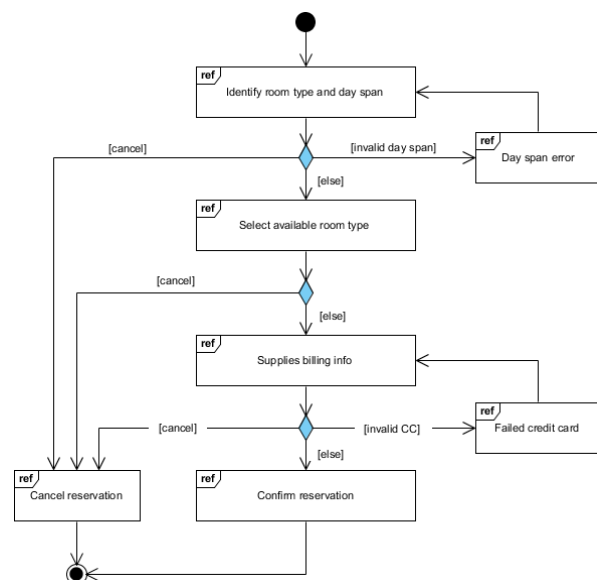 ref
Identify room type and day span
[cancel]
[invalid day span]
ref
Day span error
[else]
ref
Select available room type
[cancel]
[else]
ref
Supplies billing info
[cancel]
[invalid CC]
ref
Failed credit card
[else]
ref
Cancel reservation
ref
Confirm reservation